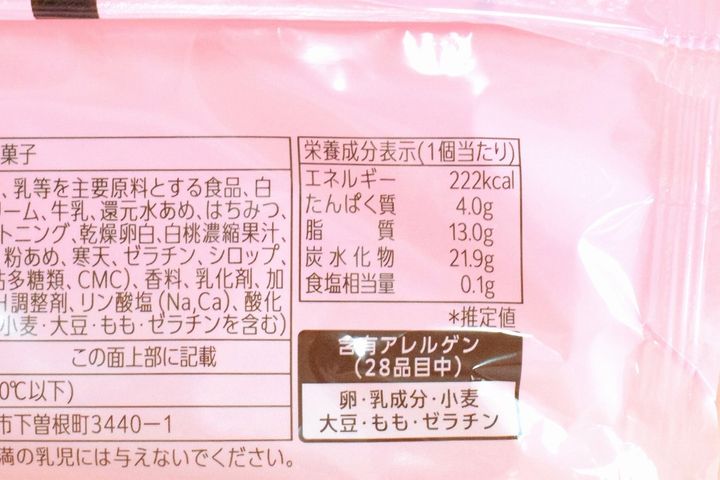 菓子
、乳等を主要原料とする食品、白
リーム、牛乳、還元水あめ、はちみつ、
トニング、乾燥卵白、白桃濃縮果汁、
粉あめ、寒天、ゼラチン、シロップ、
占多糖類、CMC)、香料、乳化剤、加
H調整剤、リン酸塩(Na,Ca)、酸化
小麦・大豆・もも・ゼラチンを含む)
この面上部に記載
0℃以下)
市下曽根町3440-1
満の乳児には与えないでください。
栄養成分表示(1個当たり)
エネルギー 222kcal
たんぱく質 4.0g
脂質 13.0g
炭水化物 21.9g
食塩相当量 0.1g
*推定値
含有アレルゲン
(28品目中)
卵・乳成分・小麦
大豆・もも・ゼラチン